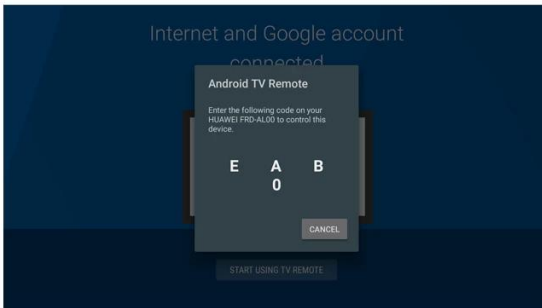 Internet and Google account
connected
Android TV Remote
Enter the following code on your
HUAWEI FRD-AL00 to control this
device.
E A B
0
CANCEL
START USING TV REMOTE